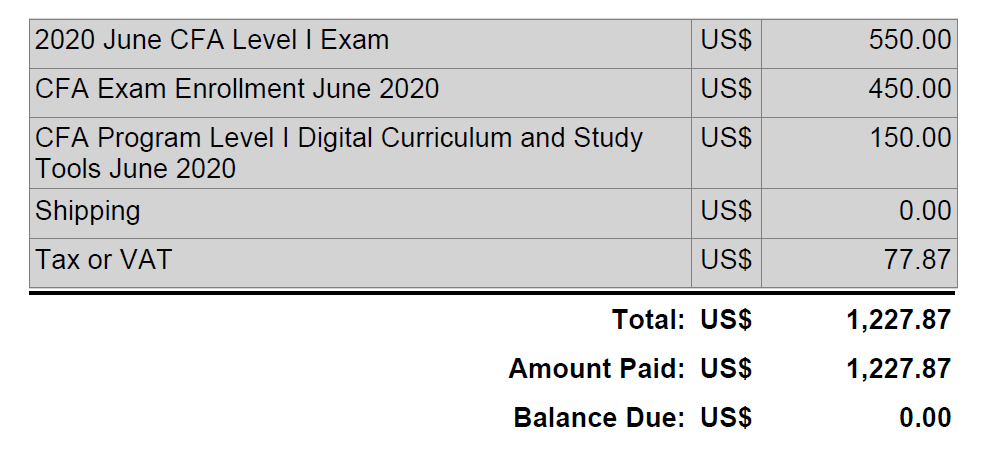 2020 June CFA Level I Exam US$ 550.00
CFA Exam Enrollment June 2020 US$ 450.00
CFA Program Level I Digital Curriculum and Study US$ 150.00
Tools June 2020
Shipping US$ 0.00
Tax or VAT US$ 77.87
Total: US$ 1,227.87
Amount Paid: US$ 1,227.87
Balance Due: US$ 0.00